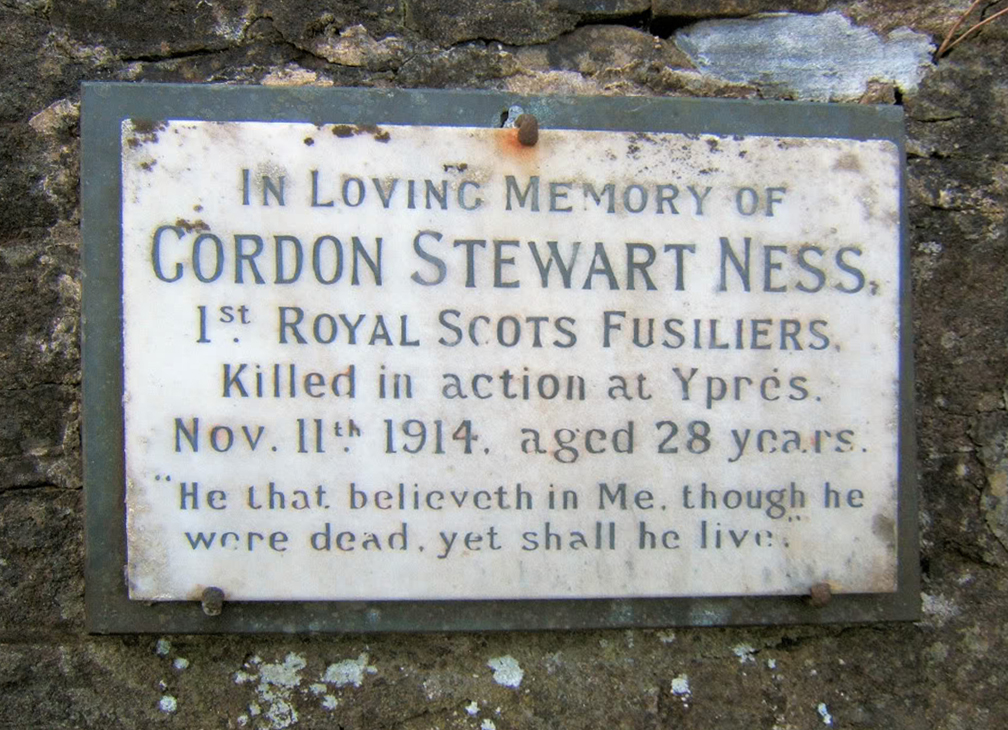 IN LOVING MEMORY OF
GORDON STEWART NESS,
1st ROYAL SCOTS FUSILIERS.
Killed in action at Ypres.
Nov. 11th 1914. aged 28 years.
"He that believeth in Me, though he
were dead, yet shall he live."